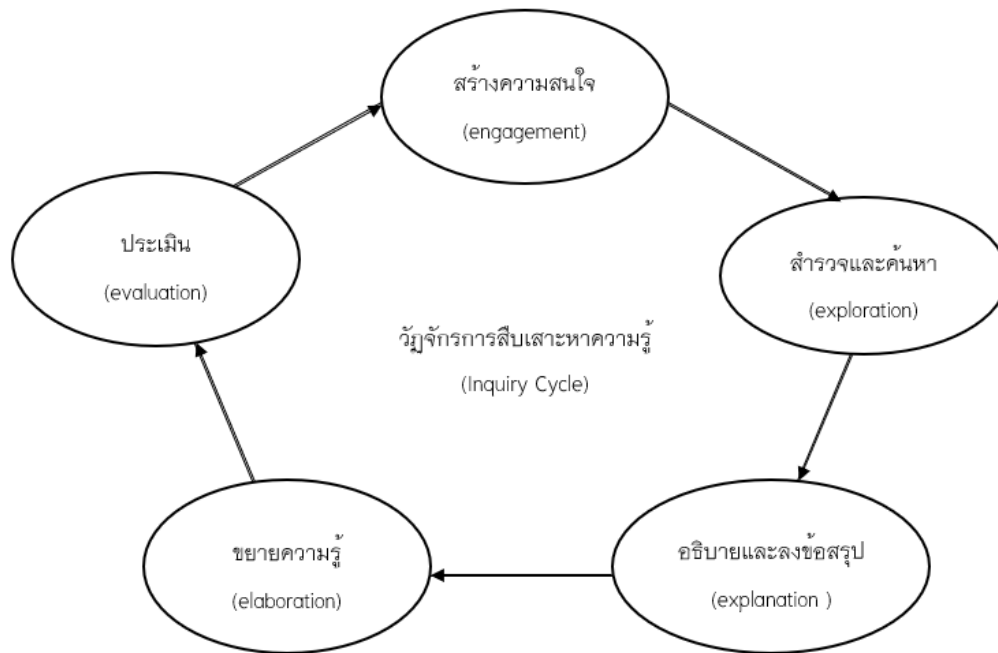 สร้างความสนใจ
(engagement)
สำรวจและค้นหา
(exploration)
อธิบายและลงข้อสรุป
(explanation )
ขยายความรู้
(elaboration)
ประเมิน
(evaluation)
วัฏจักรการสืบเสาะหาความรู้
(Inquiry Cycle)